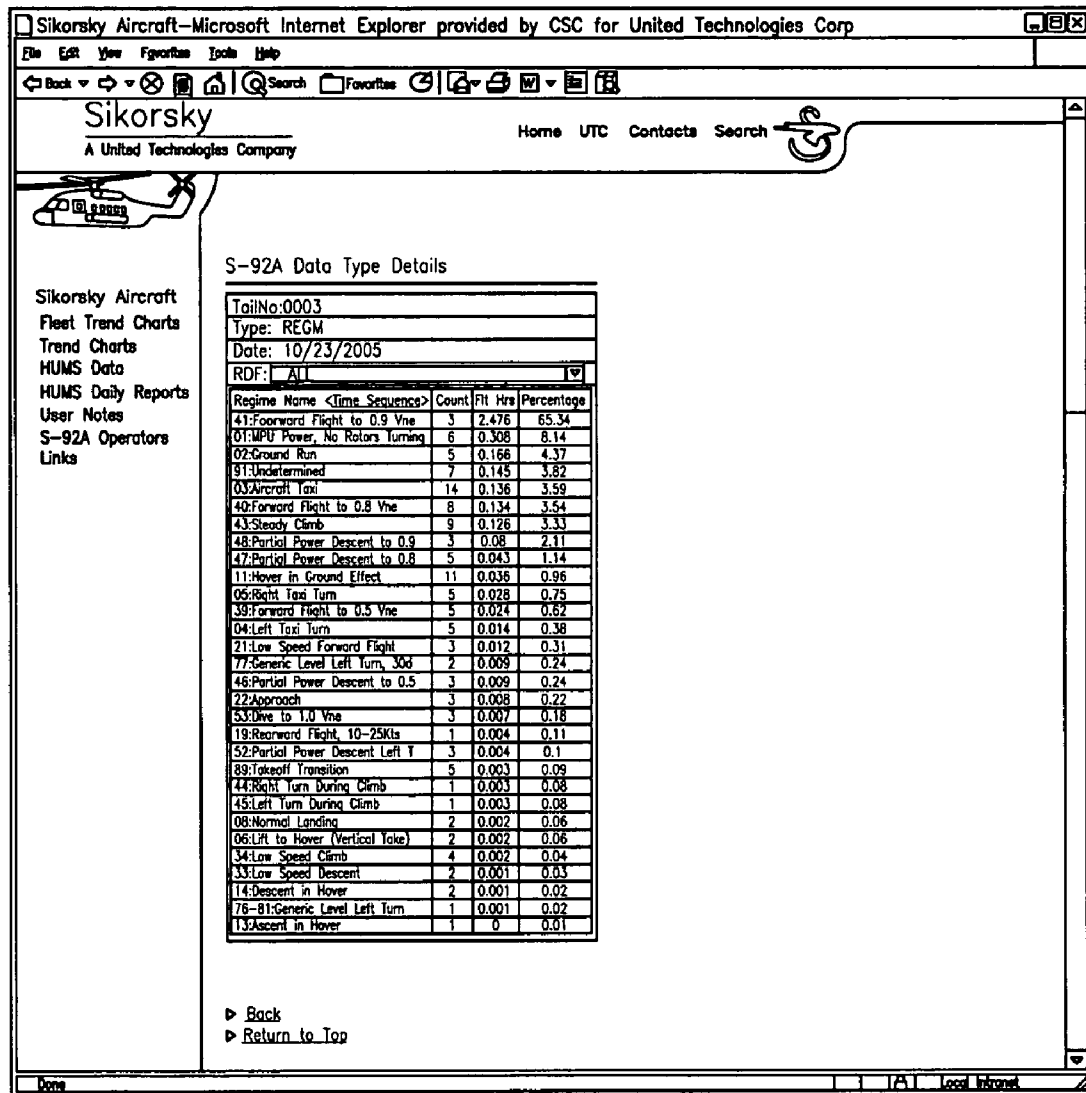 Sikorsky Aircraft-Microsoft Internet Explorer provided by CSC for United Technologies Corp
File Edit View Favorites Tools Help
Back Search Favorites W
Sikorsky
A United Technologies Company
Home UTC Contacts Search
S-92A Data Type Details
Sikorsky Aircraft
Fleet Trend Charts
Trend Charts
HUMS Data
HUMS Daily Reports
User Notes
S-92A Operators
Links
TailNo:0003
Type: REGM
Date: 10/23/2005
RDF: All
Regime Name <Time Sequence> Count Flt Hrs Percentage
41:Foorward Flight to 0.9 Vne 3 2.476 65.34
01:MPU Power, No Rotors Turning 6 0.308 8.14
02:Ground Run 5 0.166 4.37
91:Undetermined 7 0.145 3.82
03:Aircraft Taxi 14 0.136 3.59
40:Forward Flight to 0.8 Vne 8 0.134 3.54
43:Steady Climb 9 0.126 3.33
48:Partial Power Descent to 0.9 3 0.08 2.11
47:Partial Power Descent to 0.8 5 0.043 1.14
11:Hover in Ground Effect 11 0.036 0.96
05:Right Taxi Turn 5 0.028 0.75
39:Forward Flight to 0.5 Vne 5 0.024 0.62
04:Left Taxi Turn 5 0.014 0.38
21:Low Speed Forward Flight 3 0.012 0.31
77:Generic Level Left Turn, 30d 2 0.009 0.24
46:Partial Power Descent to 0.5 3 0.009 0.24
22:Approach 3 0.008 0.22
53:Dive to 1.0 Vne 3 0.007 0.18
19:Rearward Flight, 10-25Kts 1 0.004 0.11
52:Partial Power Descent Left T 3 0.004 0.1
89:Takeoff Transition 5 0.003 0.09
44:Right Turn During Climb 1 0.003 0.08
45:Left Turn During Climb 1 0.003 0.08
08:Normal Landing 2 0.002 0.06
06:Lift to Hover (Vertical Take) 2 0.002 0.06
34:Low Speed Climb 4 0.002 0.04
33:Low Speed Descent 2 0.001 0.03
14:Descent in Hover 2 0.001 0.02
76-81:Generic Level Left Turn 1 0.001 0.02
13:Ascent in Hover 1 0 0.01
Back
Return to Top
Done Local Intranet